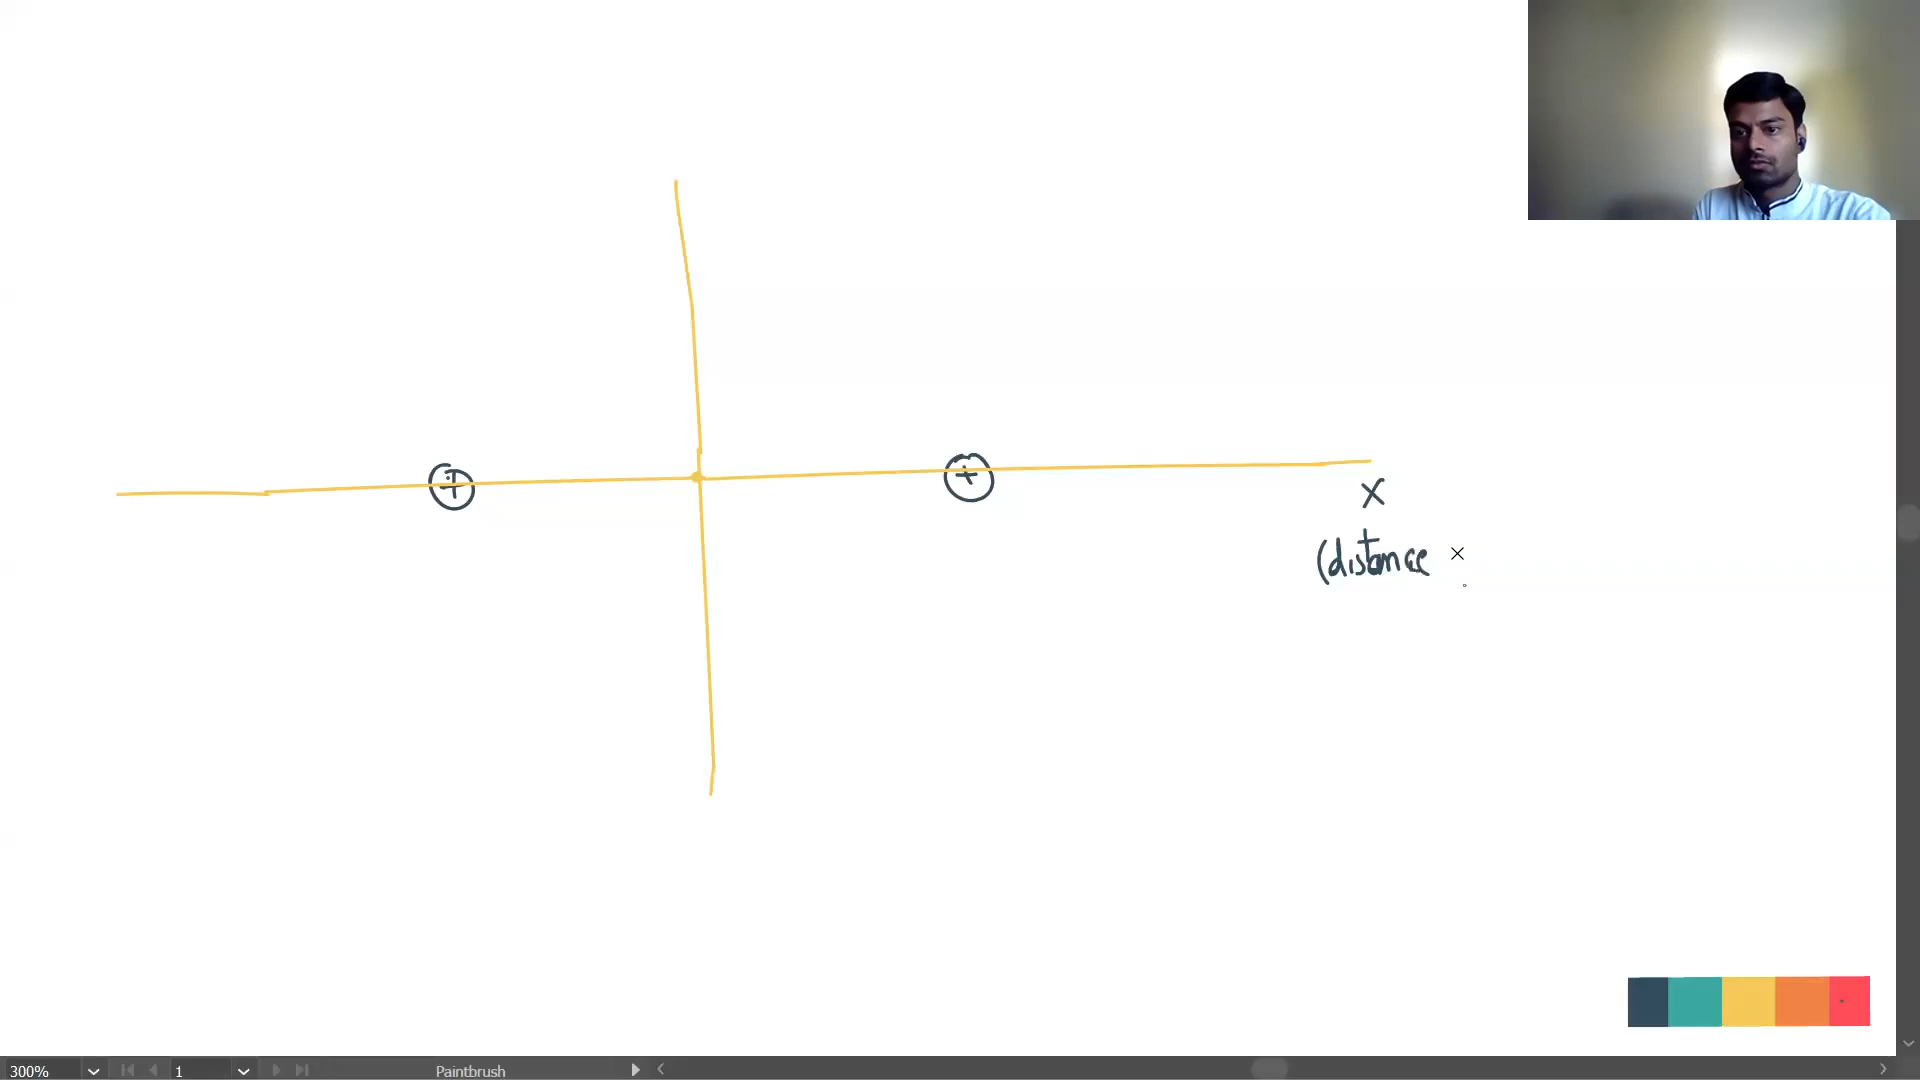 + +
x
(distance
300% 1 Paintbrush